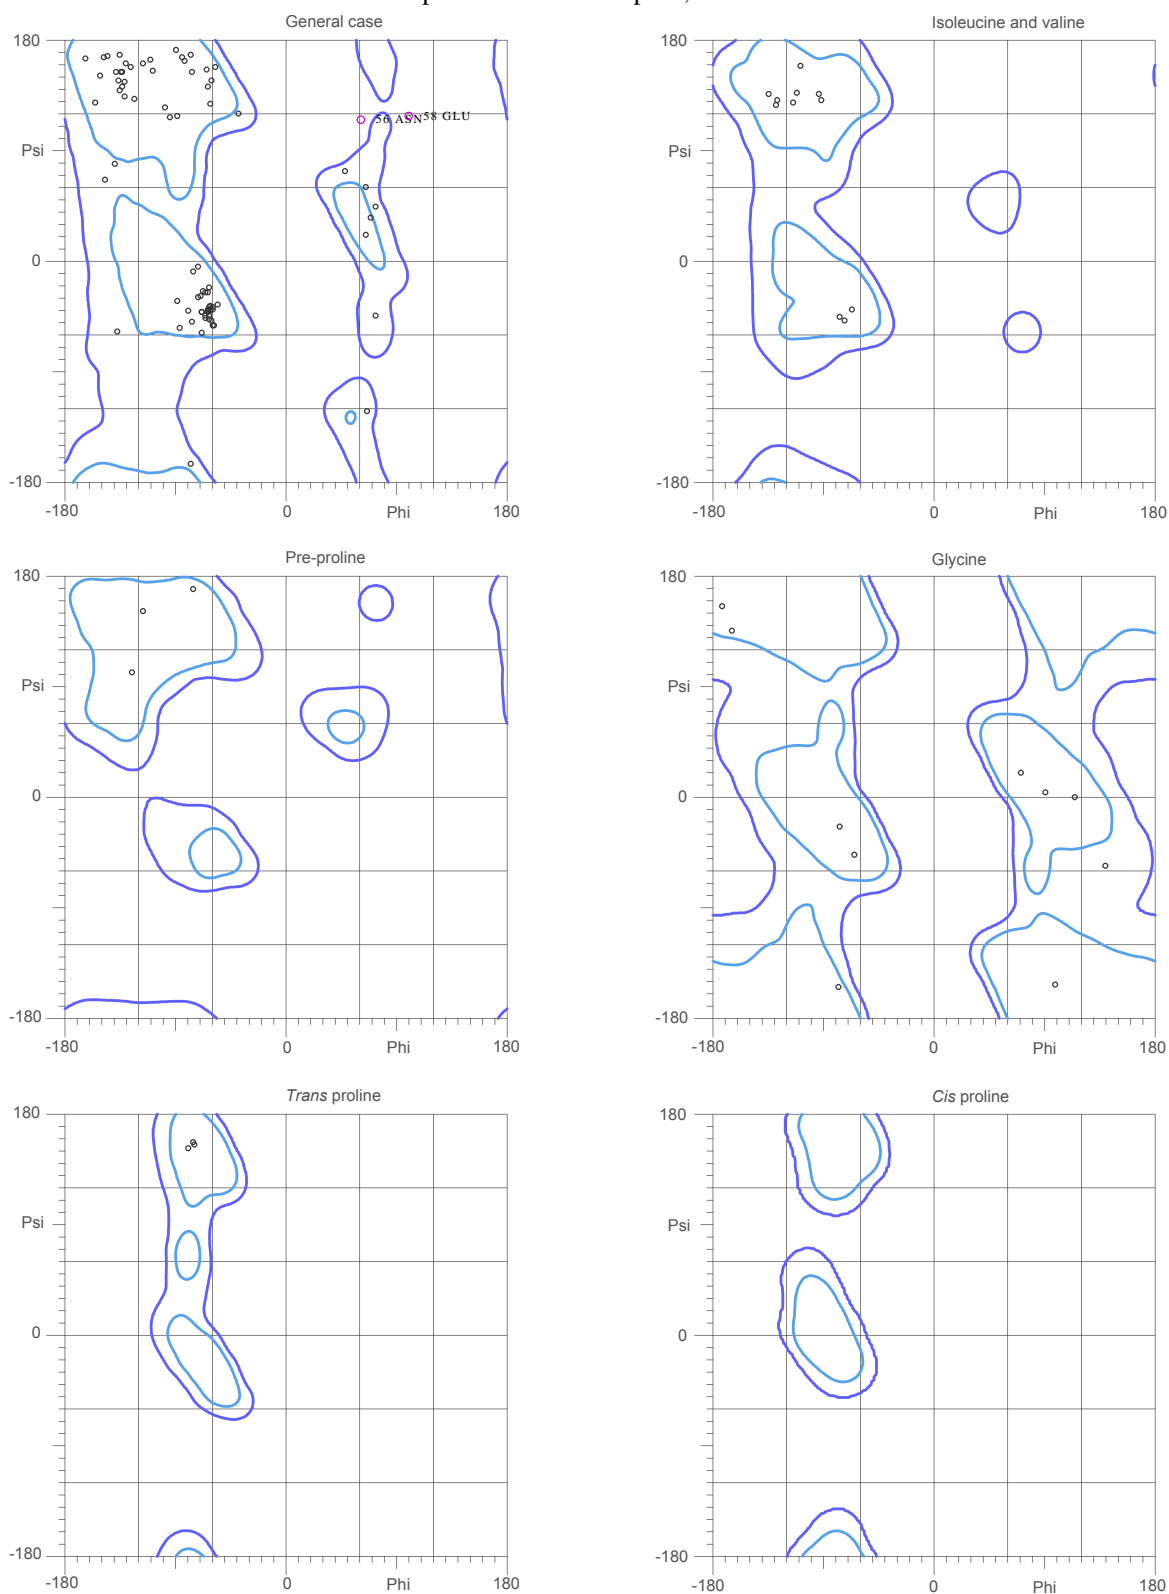 General case
Isoleucine and valine
180
180
56 ASN
58 GLU
Psi
Psi
0
0
-180
-180
-180
0
Phi
180
-180
0
Phi
180
Pre-proline
Glycine
180
180
Psi
Psi
0
0
-180
-180
-180
0
Phi
180
-180
0
Phi
180
Trans proline
Cis proline
180
180
Psi
Psi
0
0
-180
-180
-180
0
Phi
180
-180
0
Phi
180